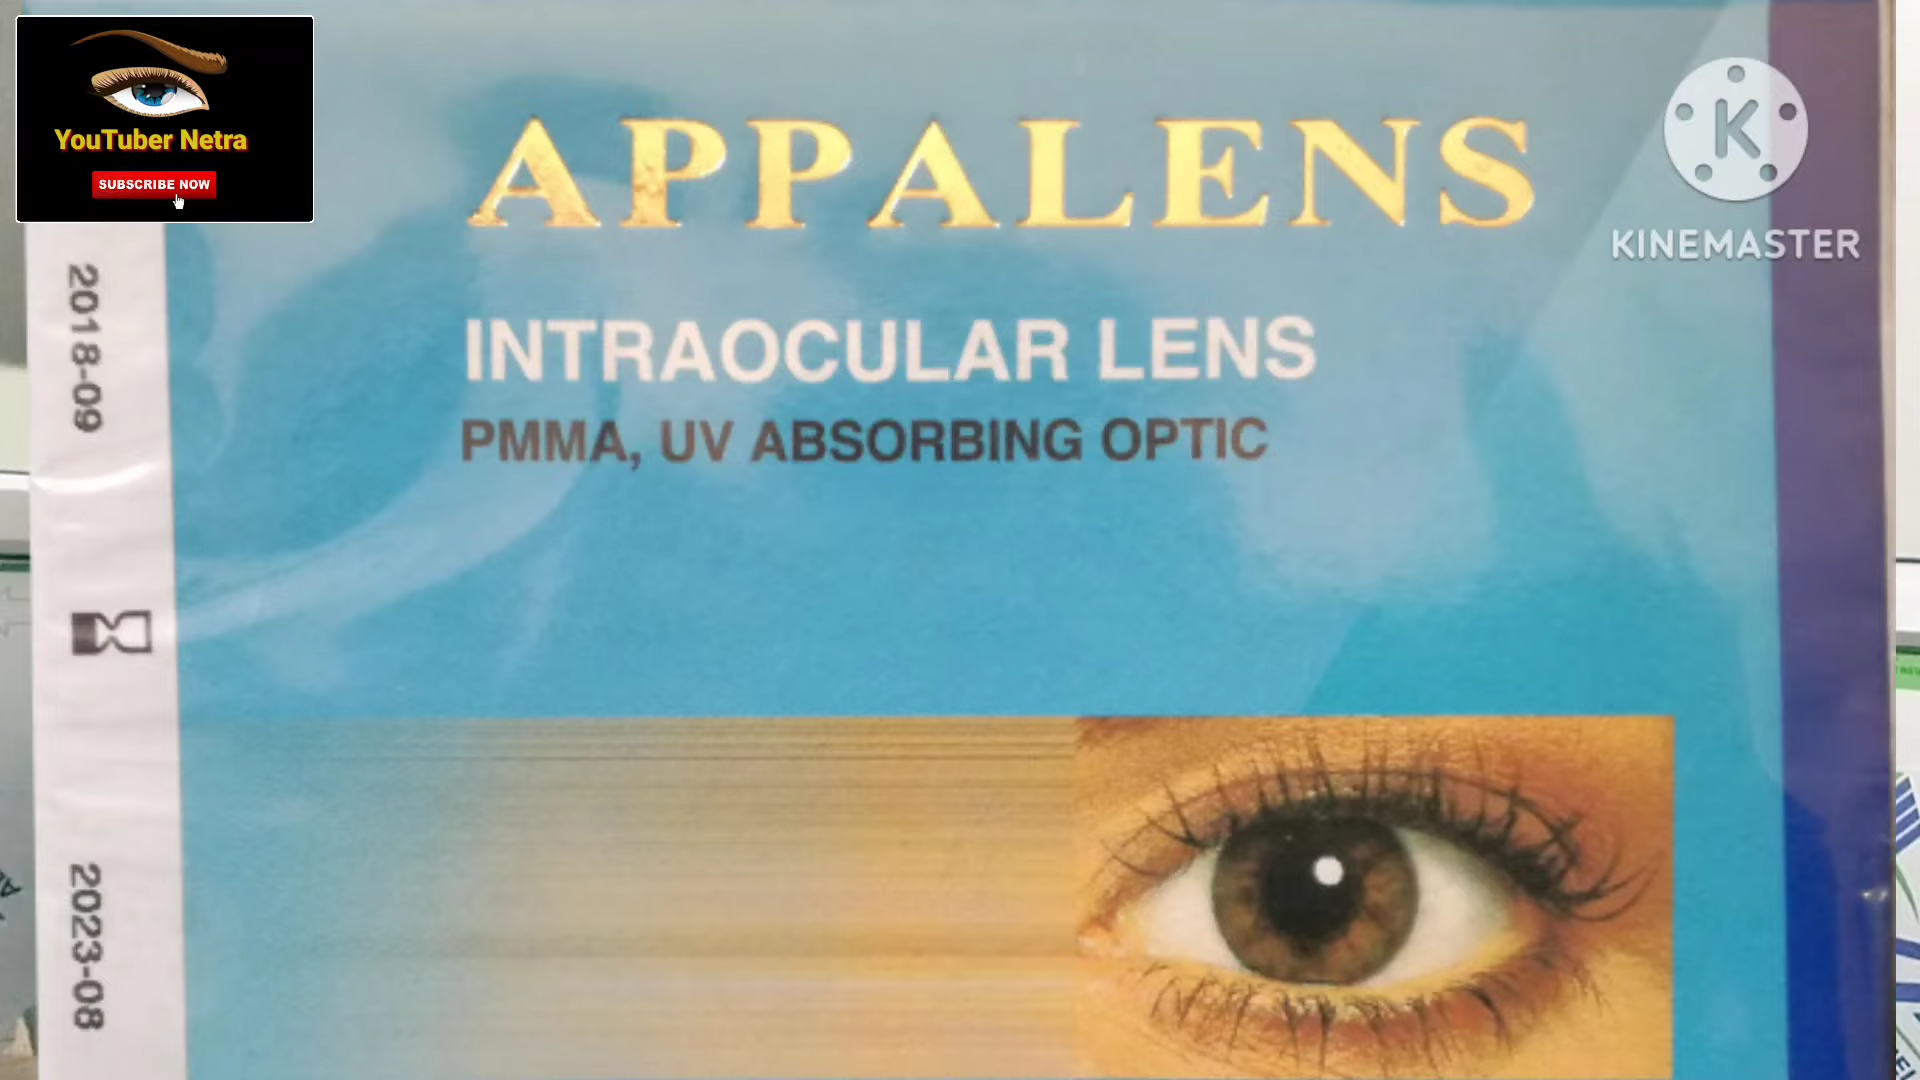 YouTuber Netra
SUBSCRIBE NOW
K
KINEMASTER
APPALENS
INTRAOCULAR LENS
PMMA, UV ABSORBING OPTIC
2018-09
2023-08